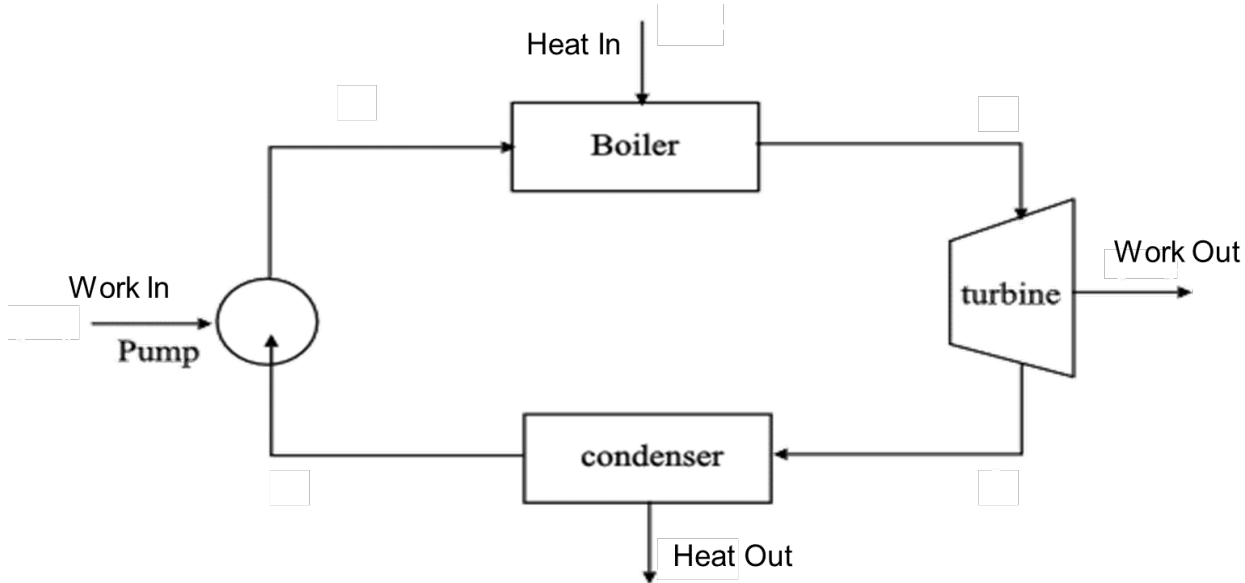 Heat In
Boiler
Work Out
Work In
turbine
Pump
condenser
Heat Out